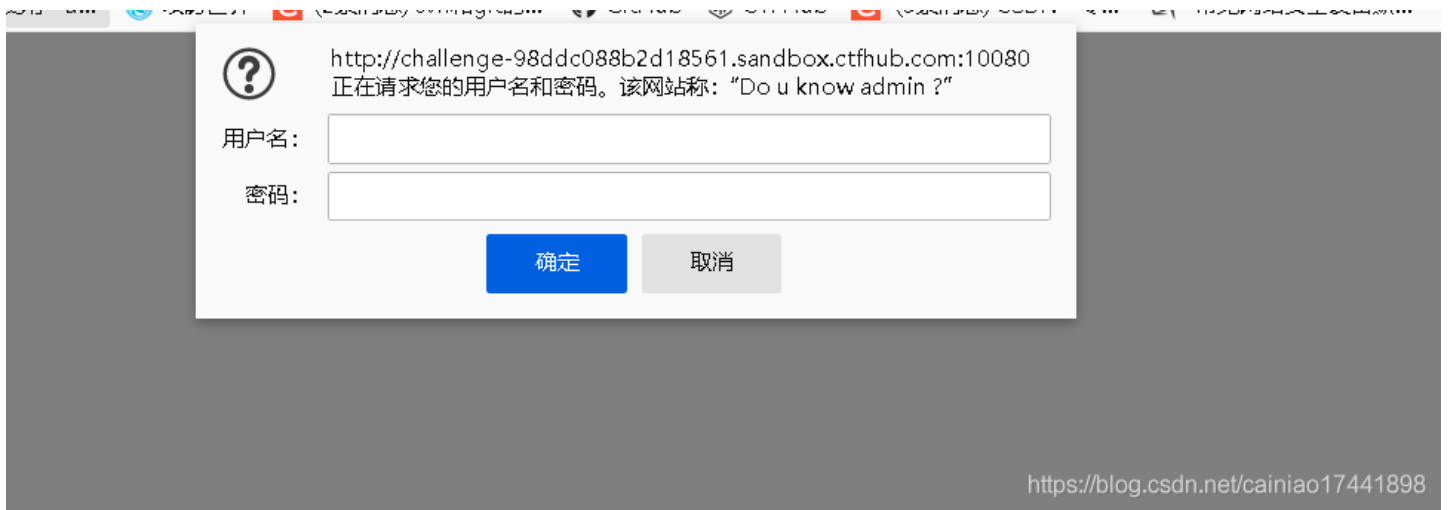 http://challenge-98ddc088b2d18561.sandbox.ctfhub.com:10080
正在请求您的用户名和密码。该网站称：“Do u know admin ?”
用户名：
密码：
确定 取消
https://blog.csdn.net/cainiao17441898